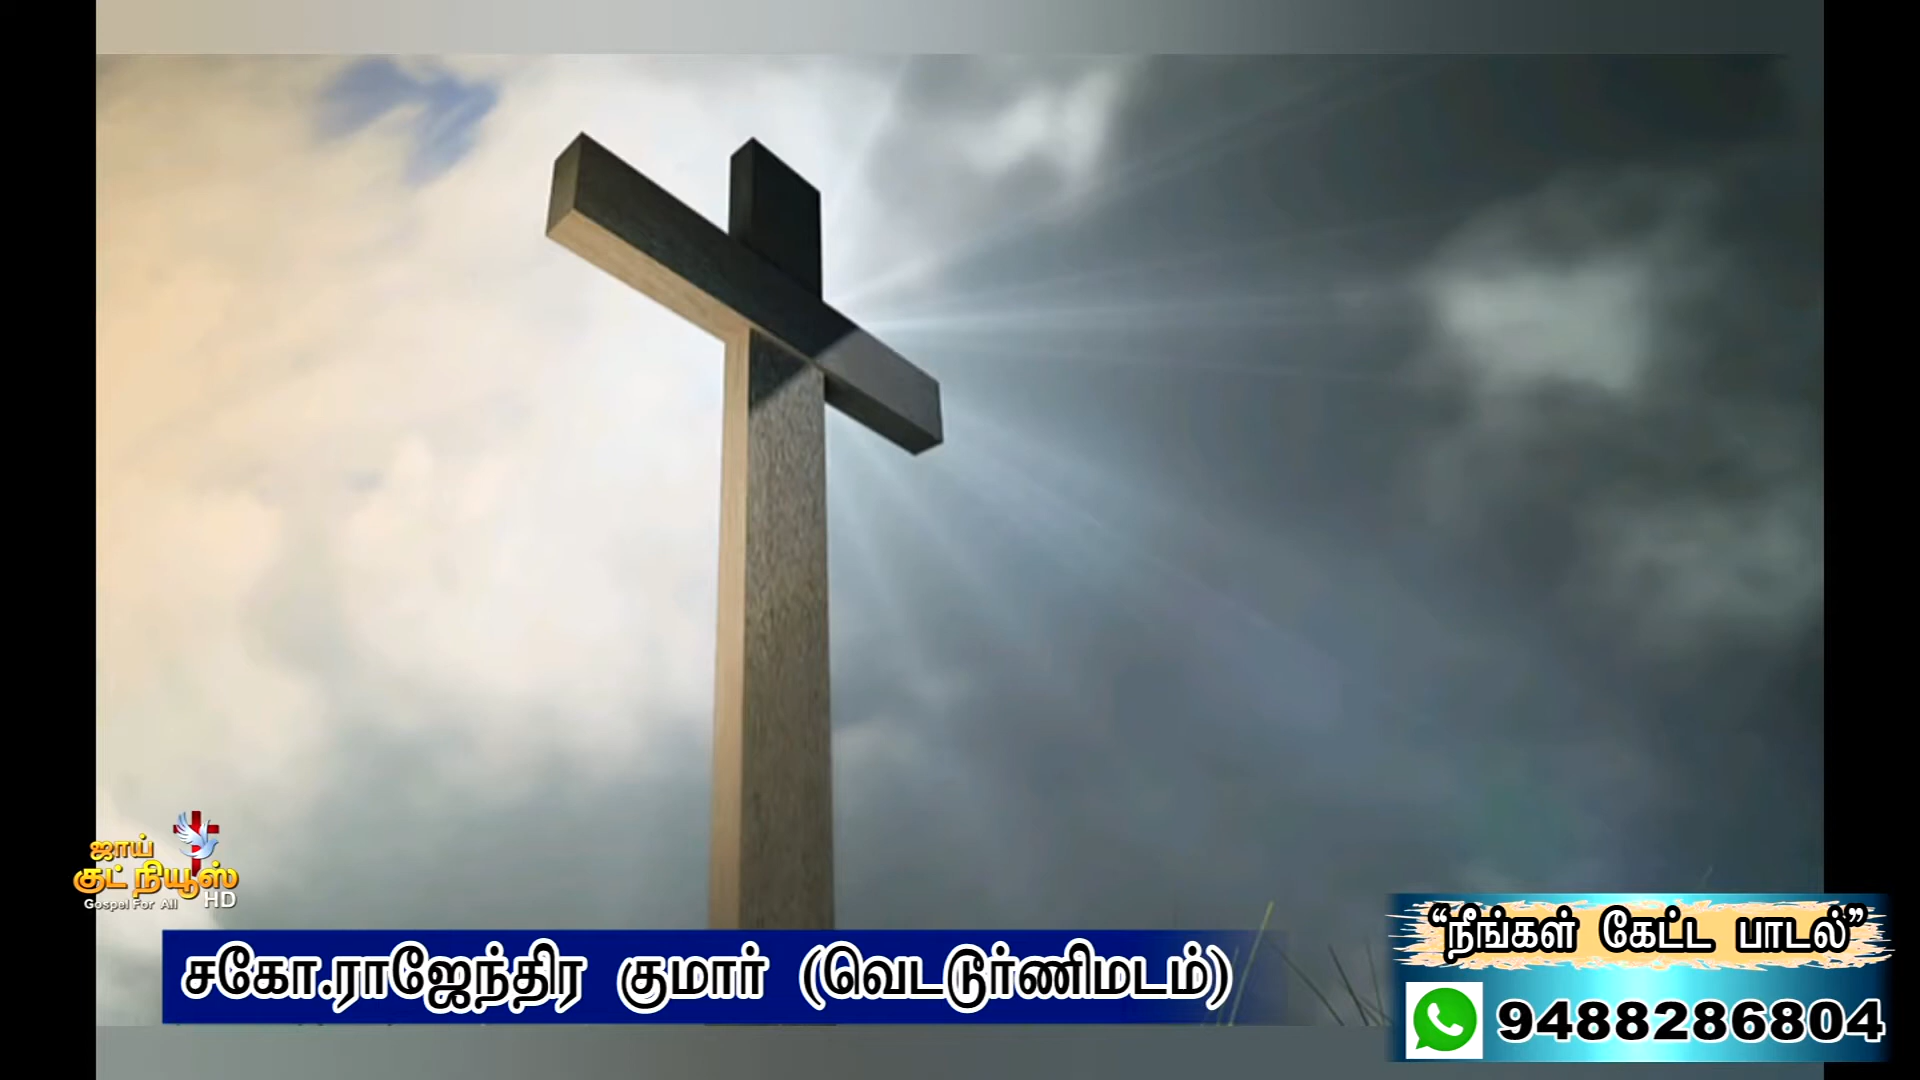 ஜாய்
குட் நியூஸ்
Gospel For All HD
சகோ.ராஜேந்திர குமார் (வெடடூர்ணிமடம்)
“நீங்கள் கேட்ட பாடல்”
9488286804